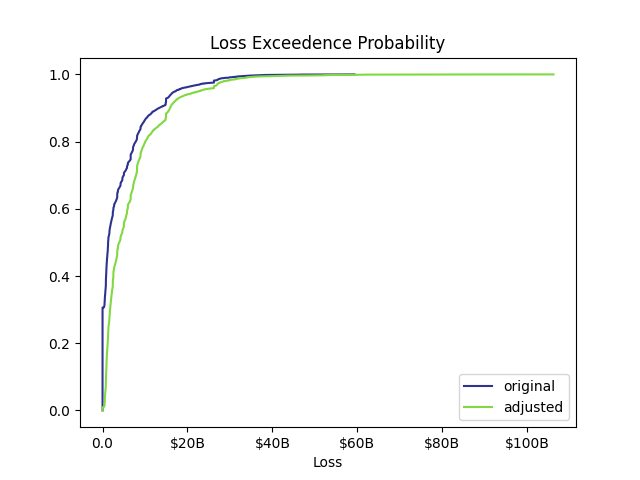 Loss Exceedence Probability
1.0
0.8
0.6
0.4
0.2
0.0
0.0 $20B $40B $60B $80B $100B
Loss
original
adjusted